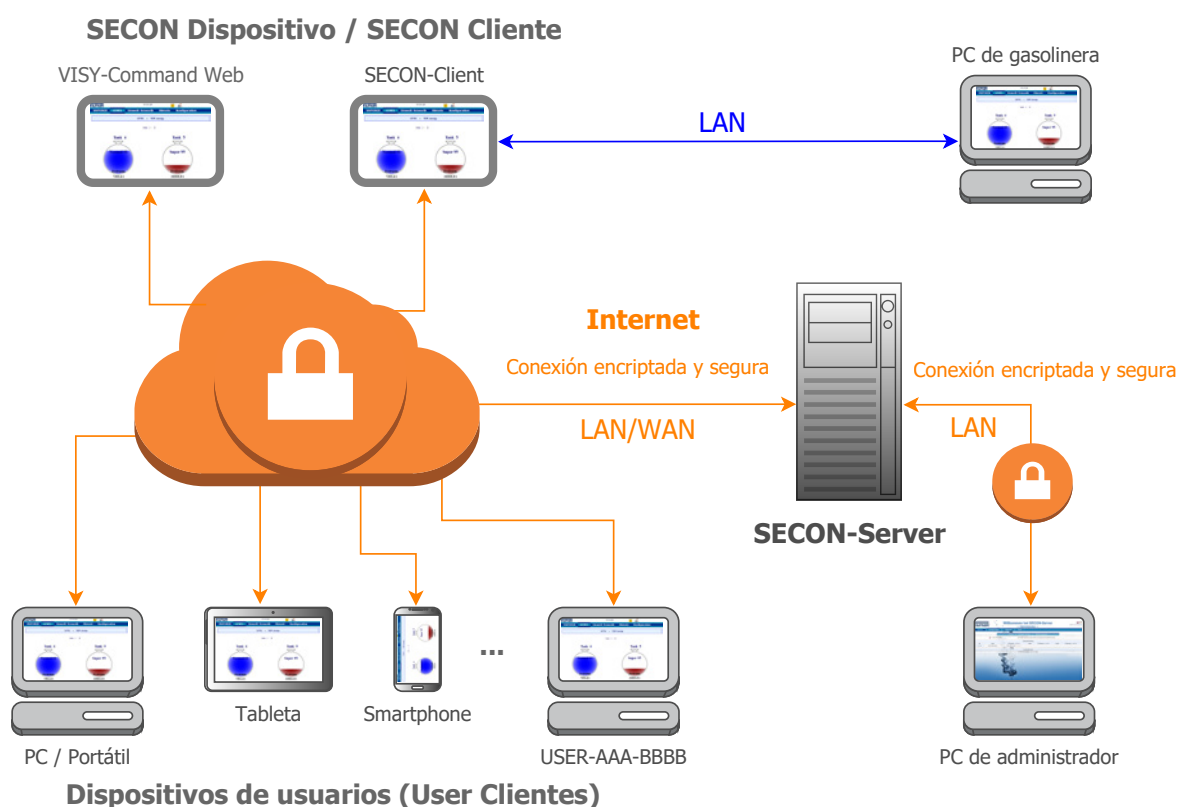 SECON Dispositivo / SECON Cliente
VISY-Command Web
SECON-Client
PC de gasolinera
LAN
Internet
Conexión encriptada y segura
LAN/WAN
Conexión encriptada y segura
LAN
SECON-Server
...
PC / Portátil
Tableta
Smartphone
USER-AAA-BBBB
PC de administrador
Dispositivos de usuarios (User Clientes)